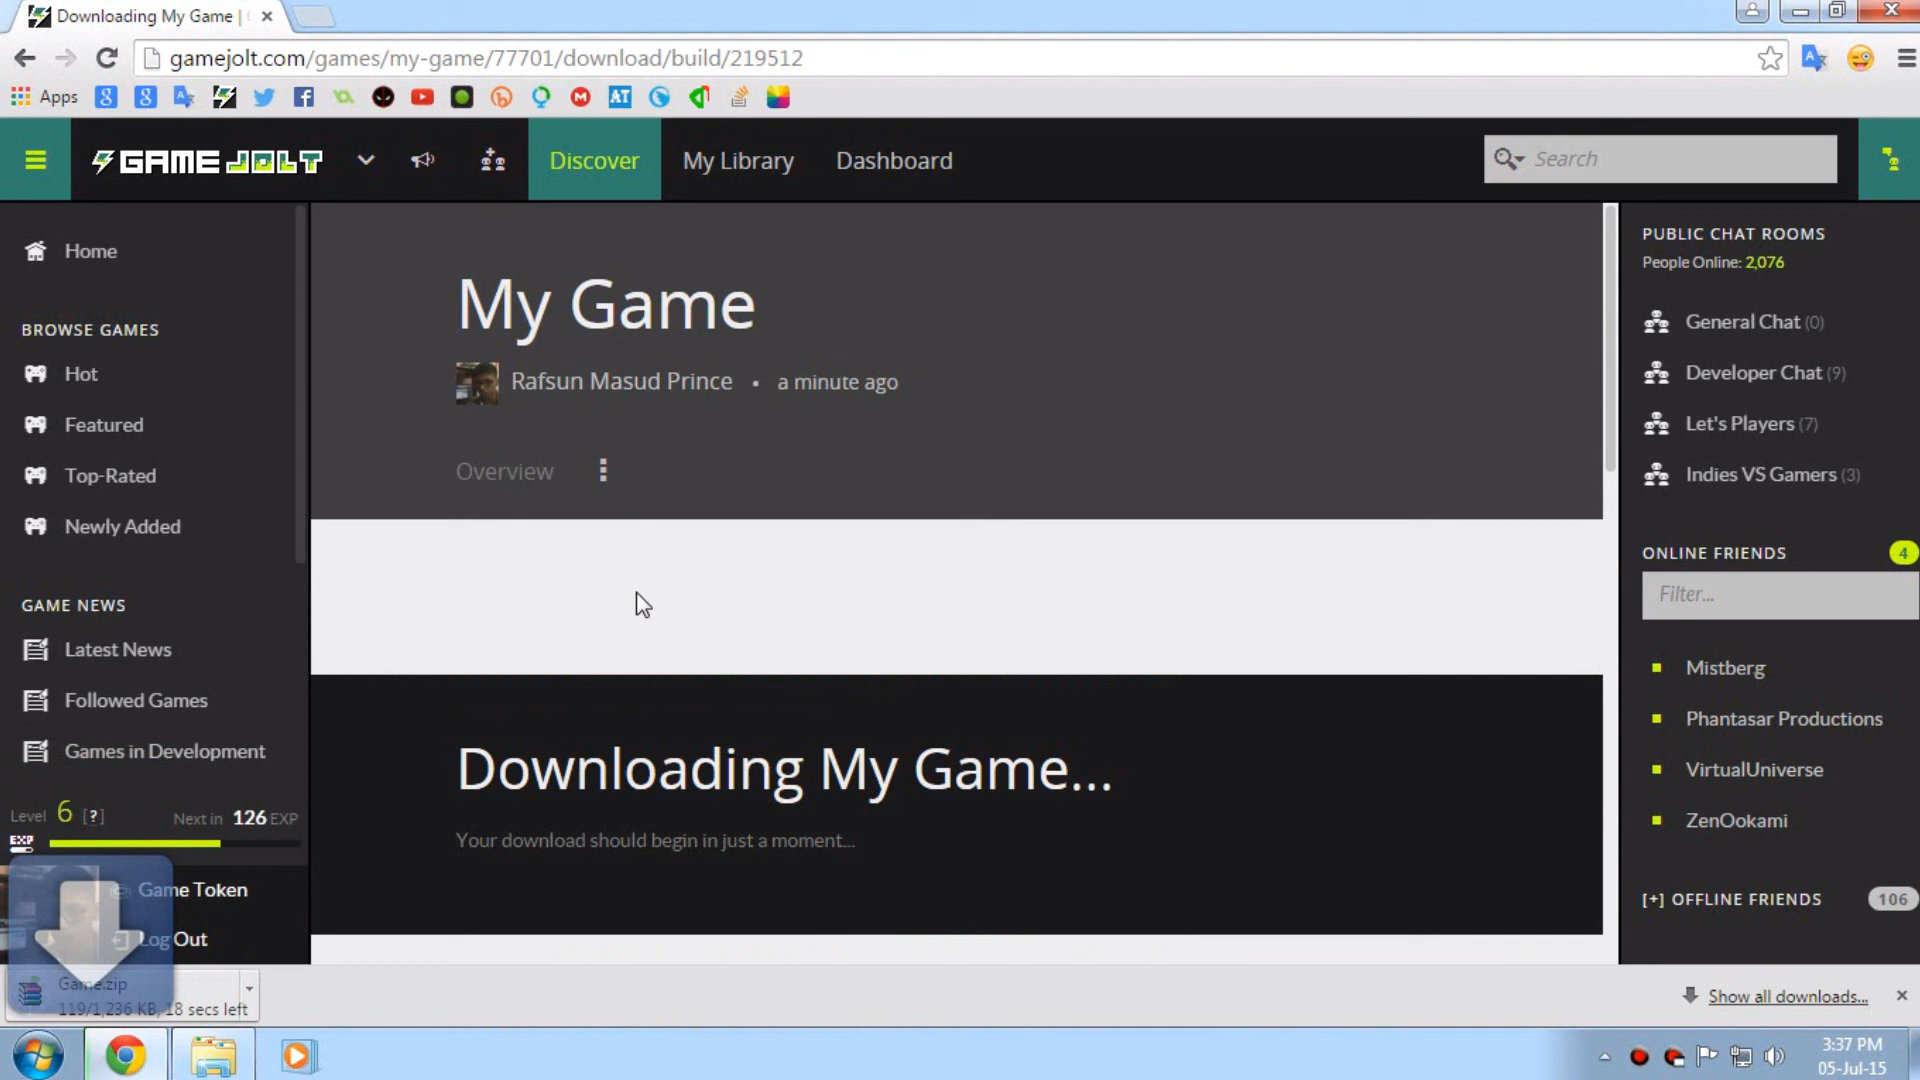 Downloading My Game |
gamejolt.com/games/my-game/77701/download/build/219512
Apps
GAME JOLT
Discover
My Library
Dashboard
Search
Home
BROWSE GAMES
Hot
Featured
Top-Rated
Newly Added
GAME NEWS
Latest News
Followed Games
Games in Development
Level 6 [?] Next in 126 EXP
EXP
Game Token
Log Out
My Game
Rafsun Masud Prince • a minute ago
Overview
Downloading My Game...
Your download should begin in just a moment...
PUBLIC CHAT ROOMS
People Online: 2,076
General Chat (0)
Developer Chat (9)
Let's Players (7)
Indies VS Gamers (3)
ONLINE FRIENDS 4
Filter...
Mistberg
Phantasar Productions
VirtualUniverse
ZenOokami
[+] OFFLINE FRIENDS 106
Game.zip
119/1,236 KB, 18 secs left
Show all downloads...
3:37 PM
05-Jul-15